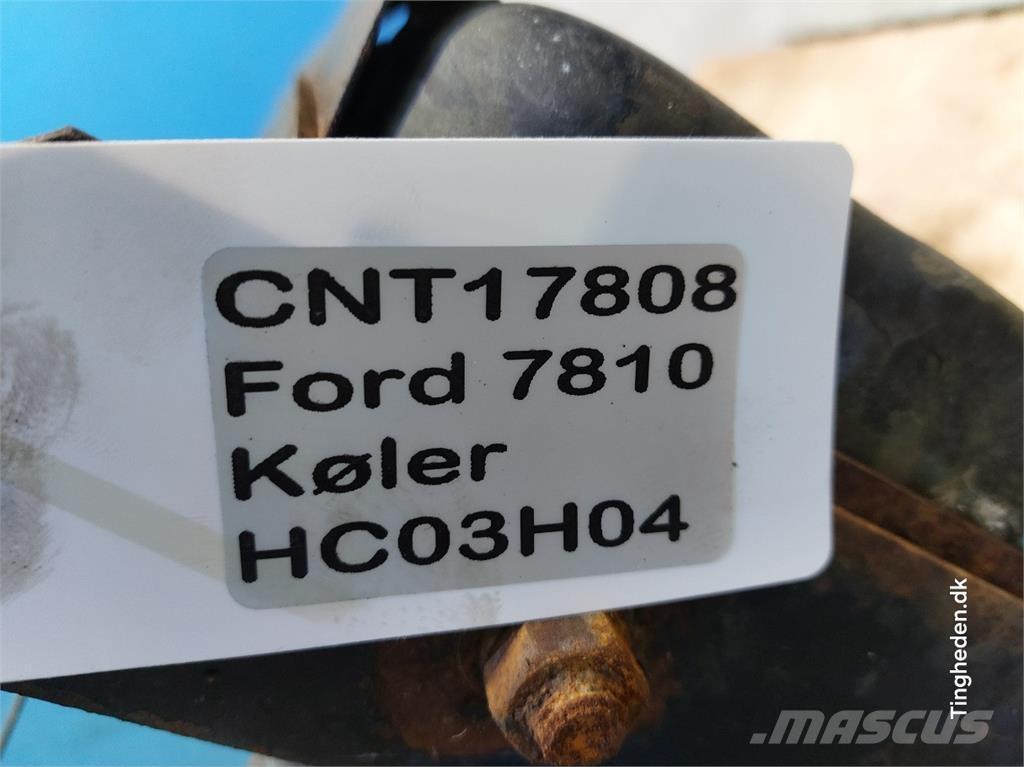 CNT17808
Ford 7810
Køler
HC03H04
Tingheden.dk
MASCUS